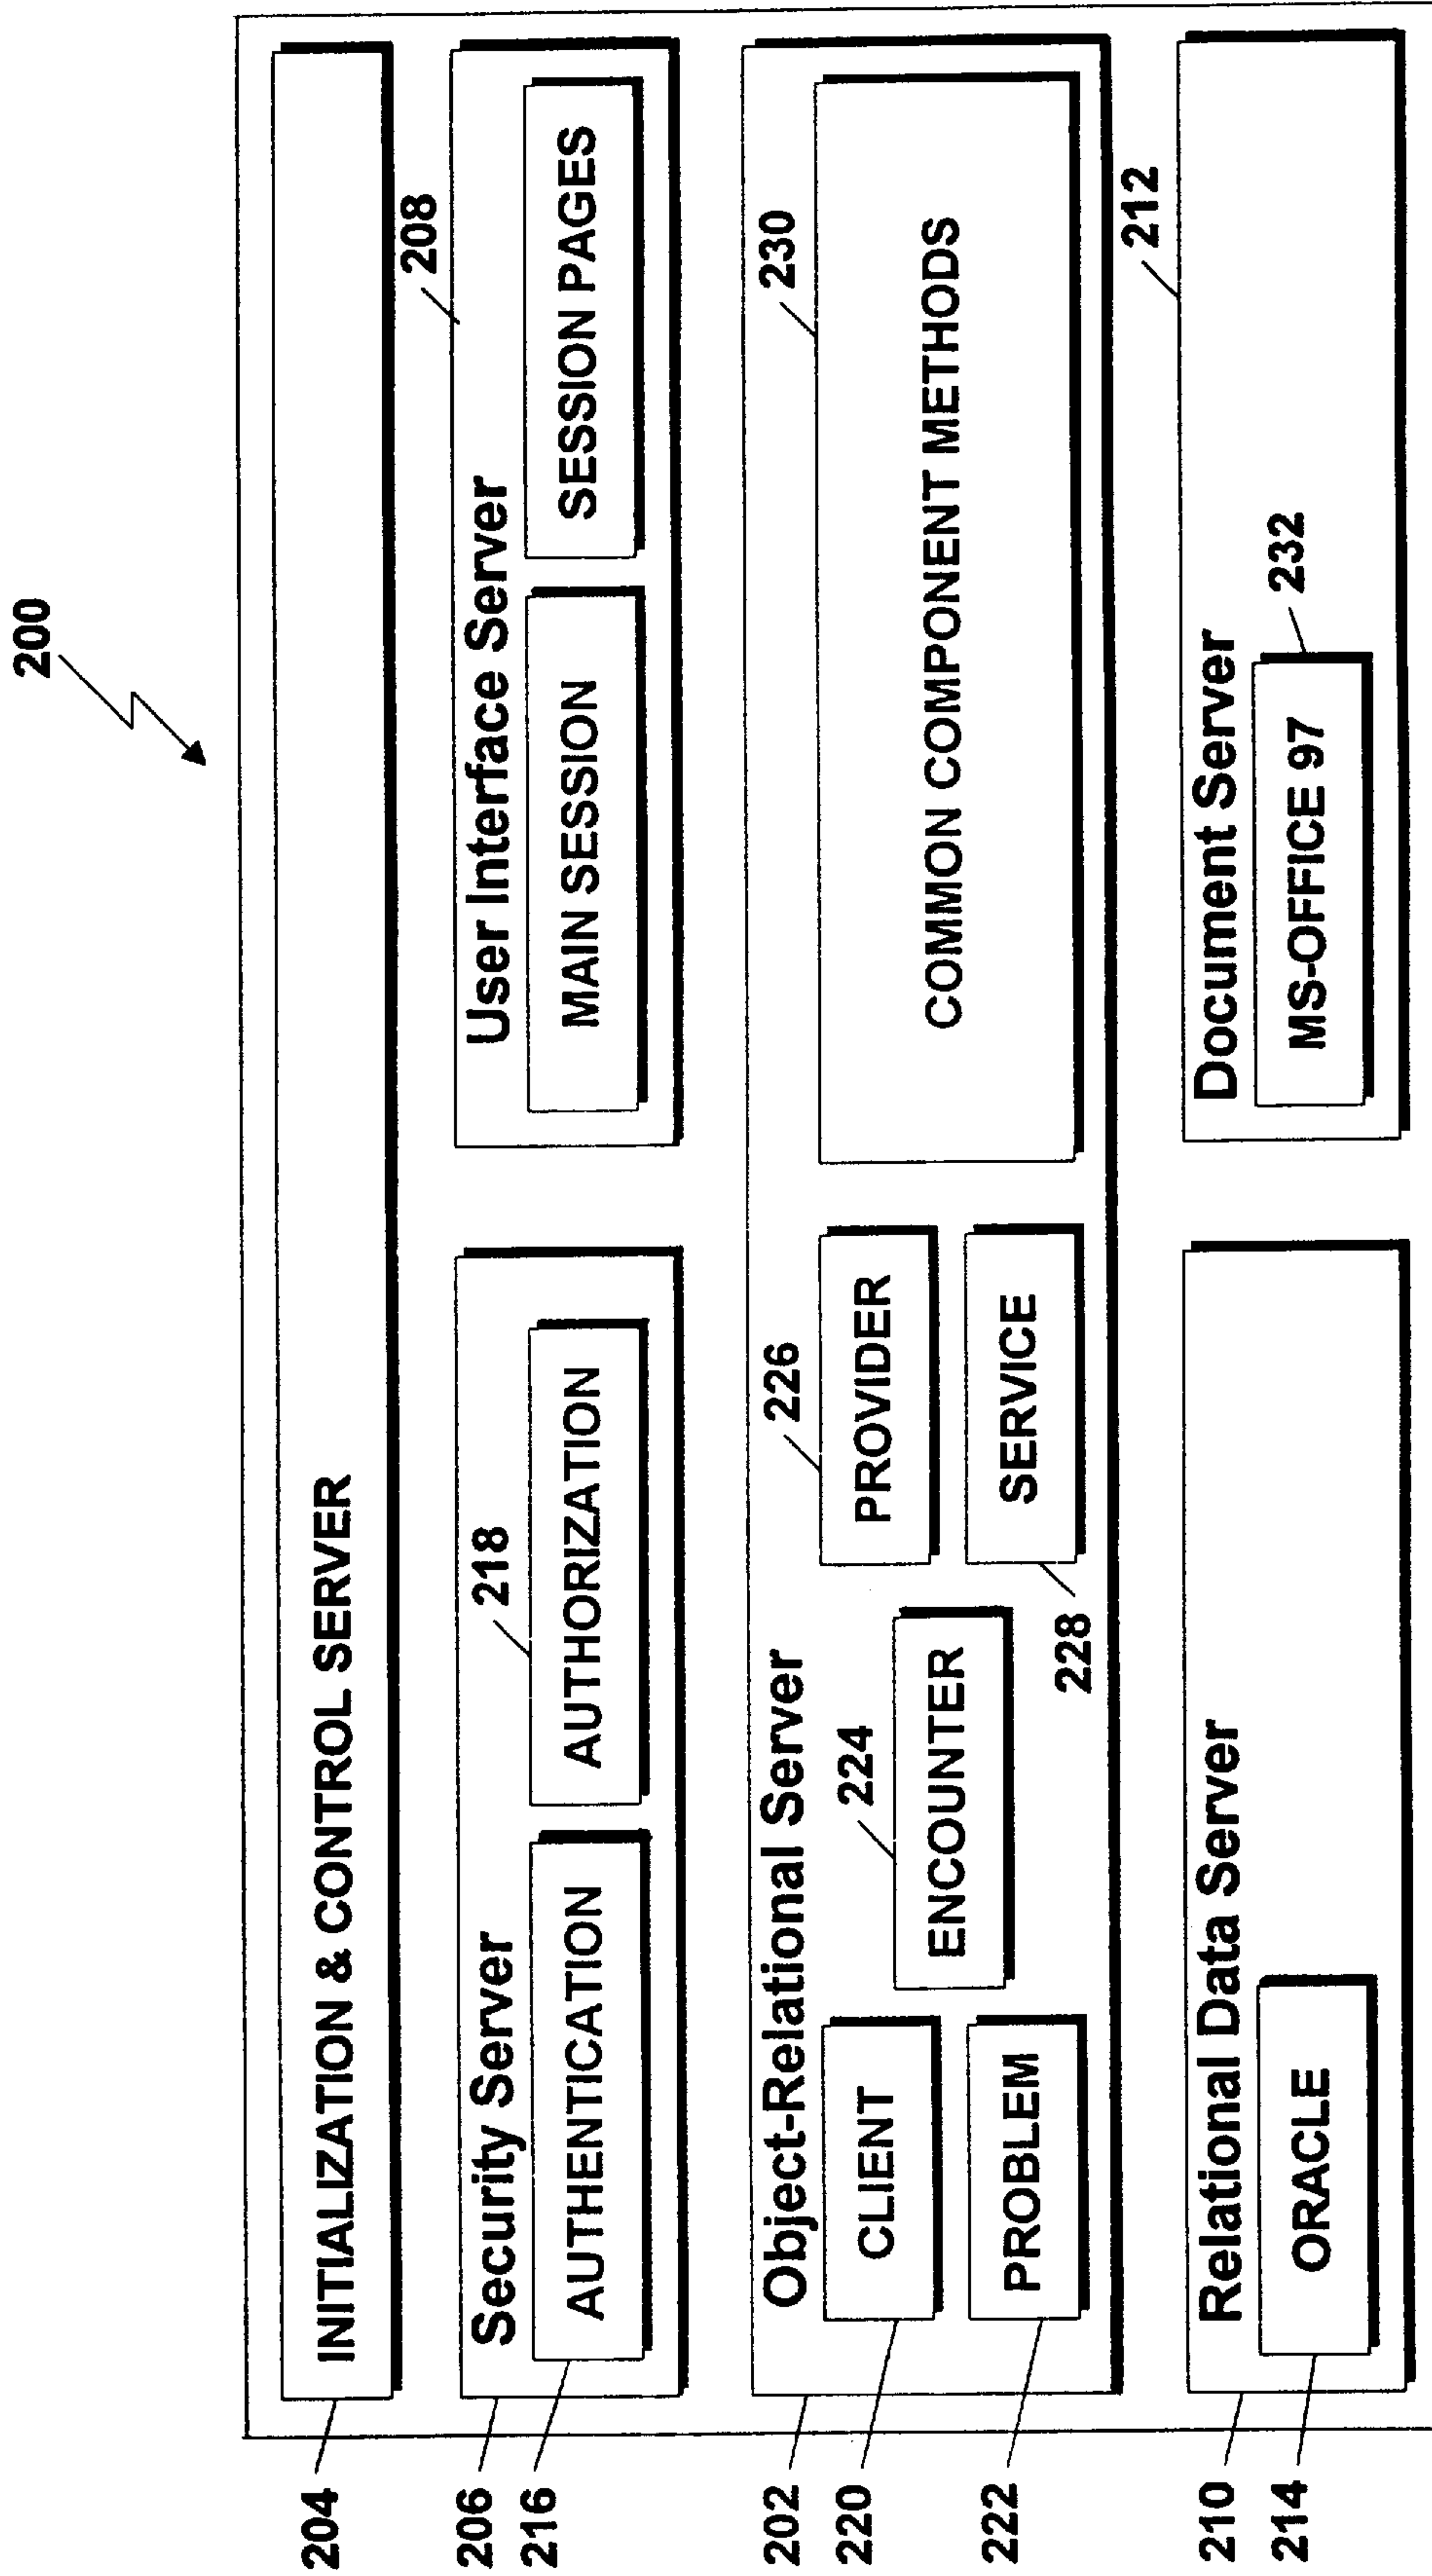 200
204
INITIALIZATION & CONTROL SERVER
206
Security Server
216
AUTHENTICATION
218
AUTHORIZATION
208
User Interface Server
MAIN SESSION
SESSION PAGES
202
Object-Relational Server
220
CLIENT
222
PROBLEM
224
ENCOUNTER
226
PROVIDER
228
SERVICE
230
COMMON COMPONENT METHODS
210
Relational Data Server
214
ORACLE
212
Document Server
MS-OFFICE 97
232